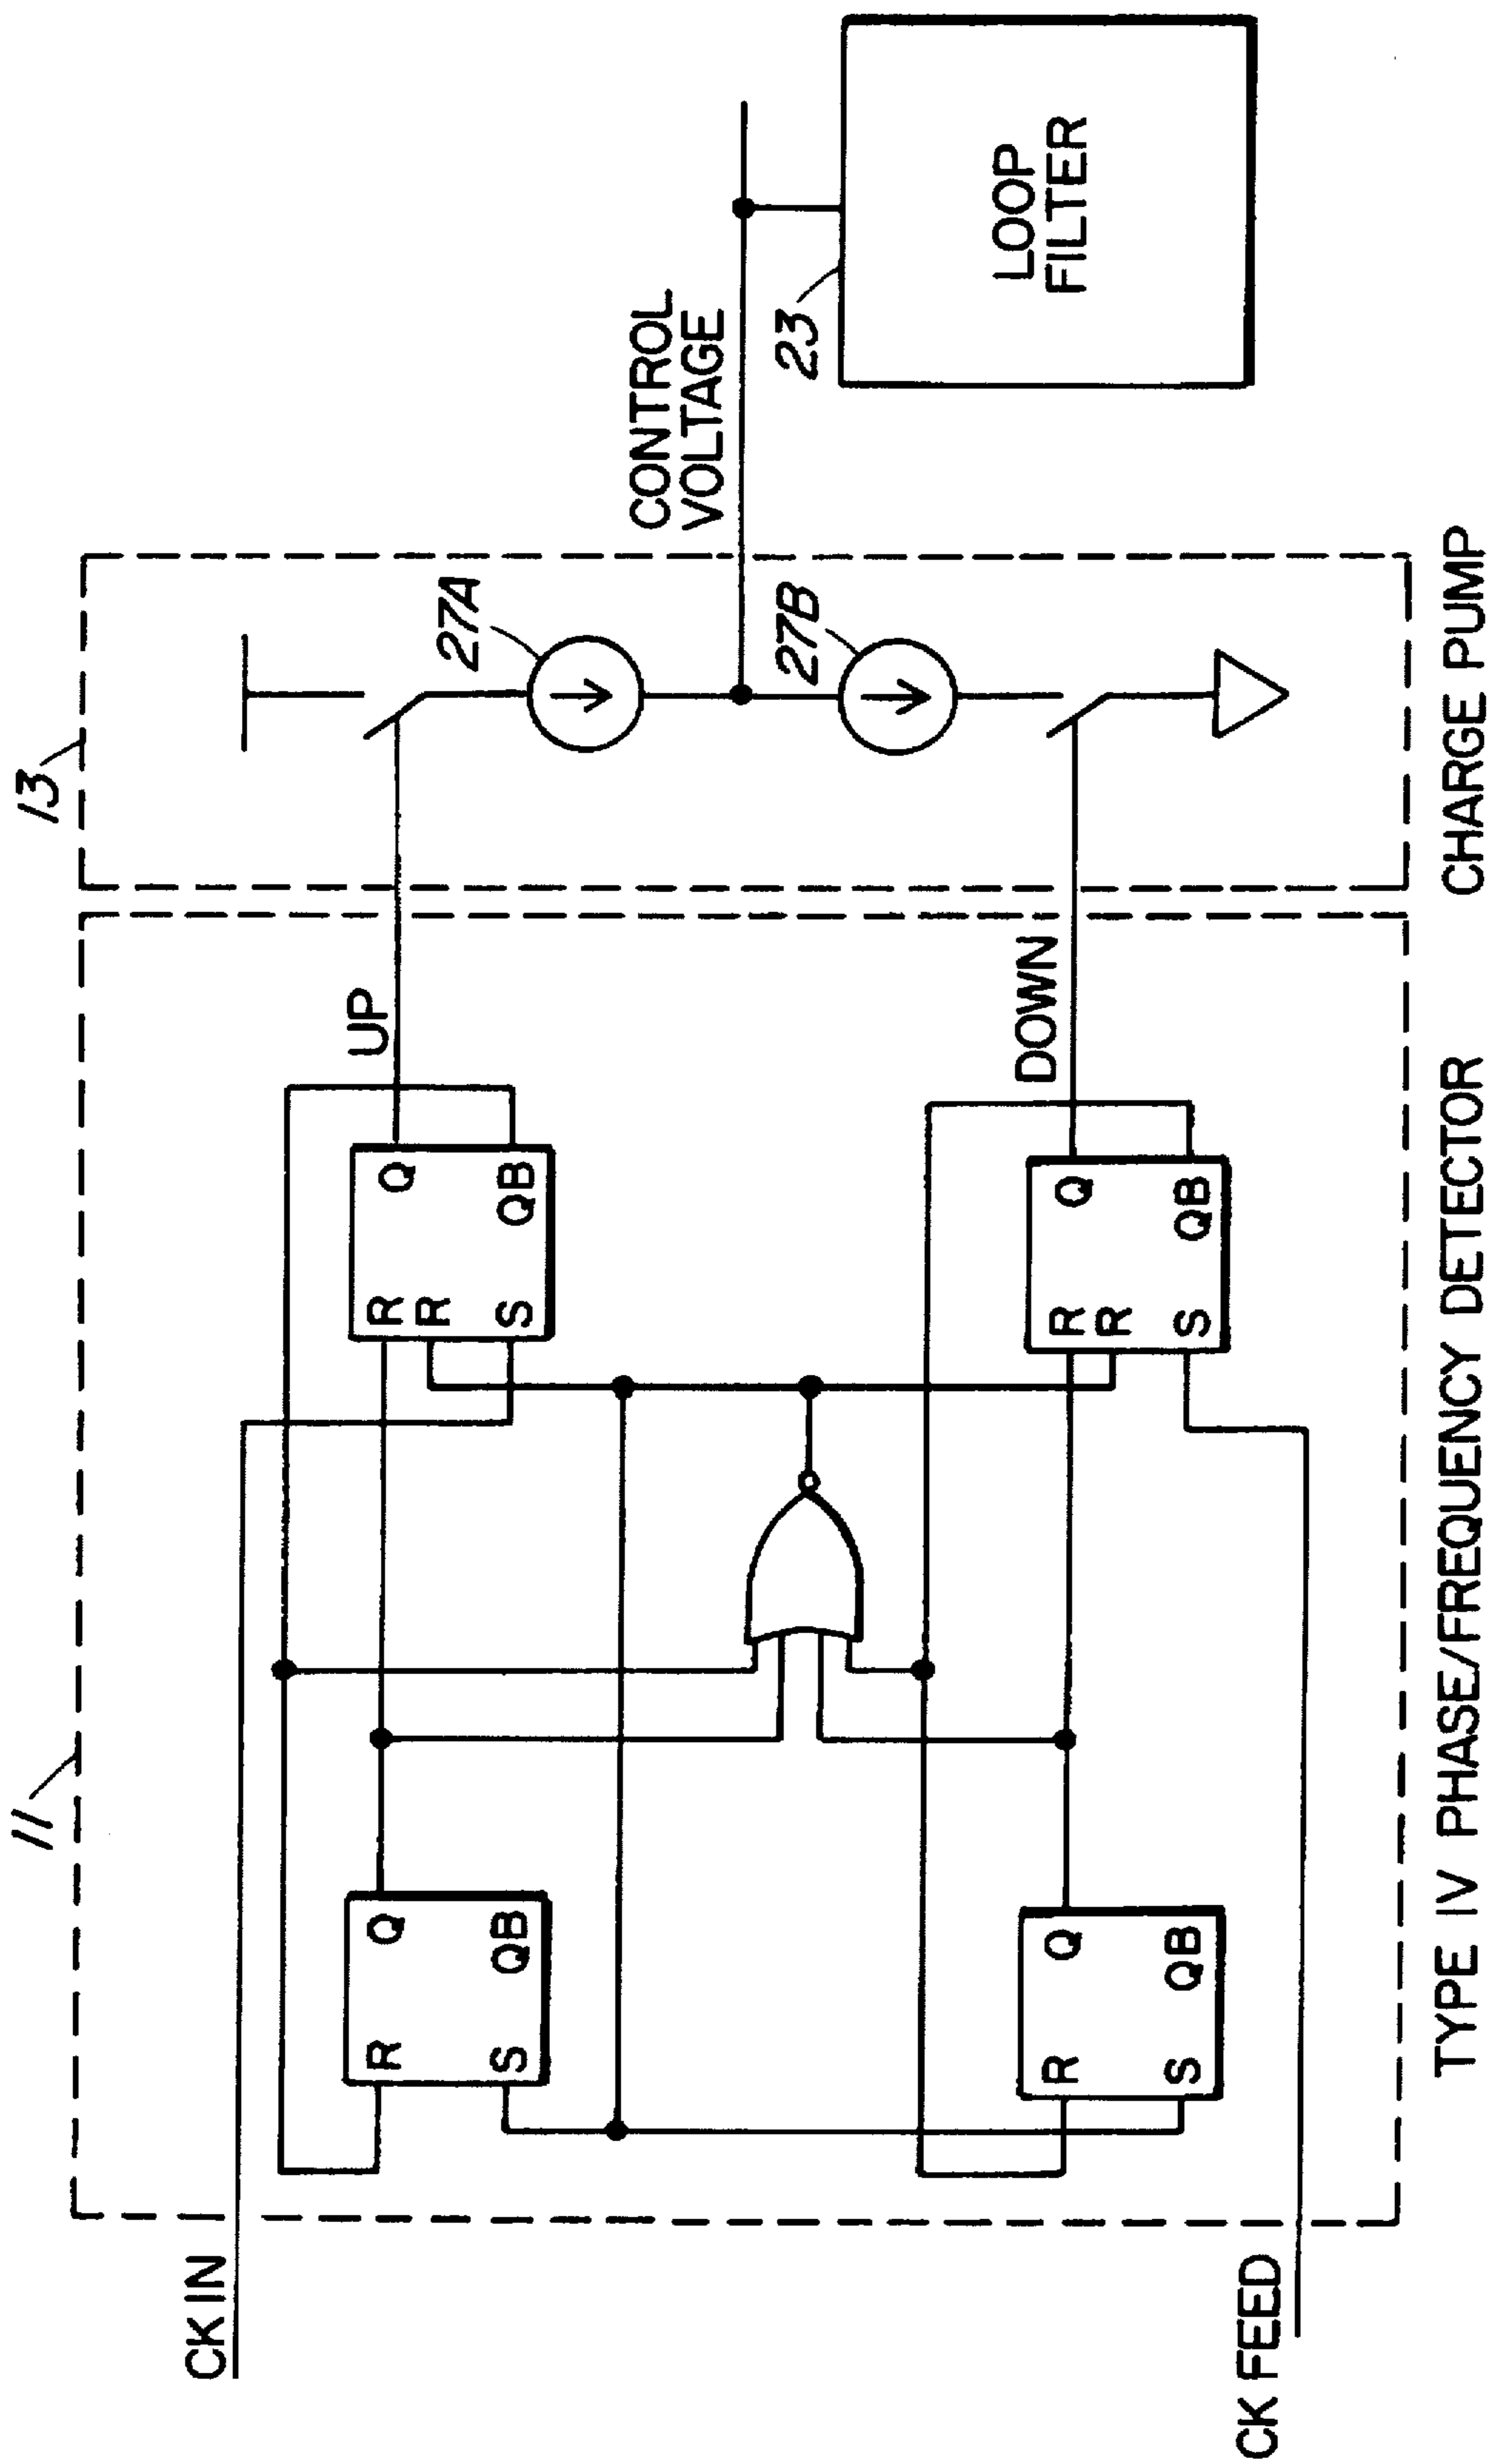 11
13
CK IN
R
Q
S
QB
R
R
Q
S
QB
UP
27A
CONTROL
VOLTAGE
27B
23
LOOP
FILTER
R
Q
S
QB
R
R
Q
S
QB
DOWN
CK FEED
TYPE IV PHASE/FREQUENCY DETECTOR
CHARGE PUMP